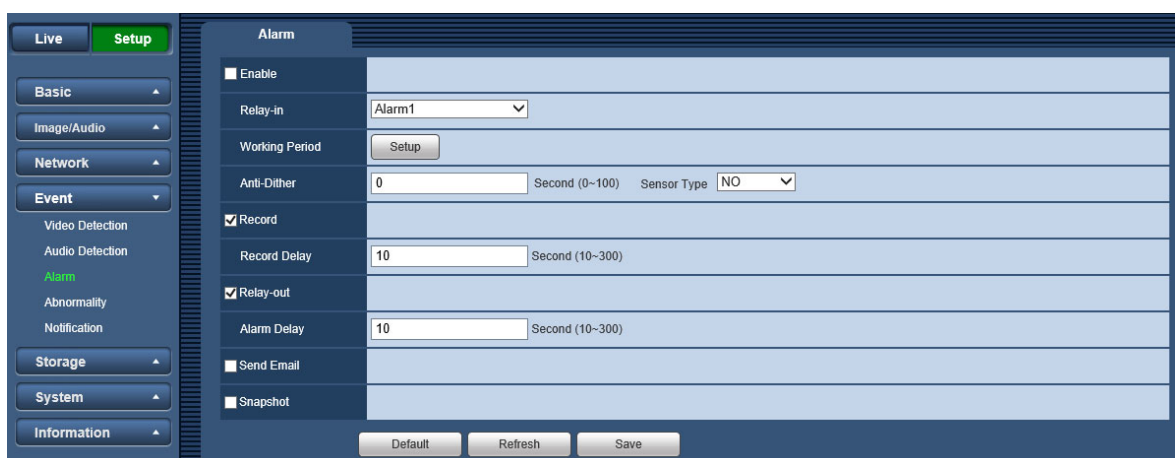 Live Setup
Basic
Image/Audio
Network
Event
Video Detection
Audio Detection
Alarm
Abnormality
Notification
Storage
System
Information
Alarm
Enable
Relay-in Alarm1
Working Period Setup
Anti-Dither 0 Second (0~100) Sensor Type NO
Record
Record Delay 10 Second (10~300)
Relay-out
Alarm Delay 10 Second (10~300)
Send Email
Snapshot
Default Refresh Save